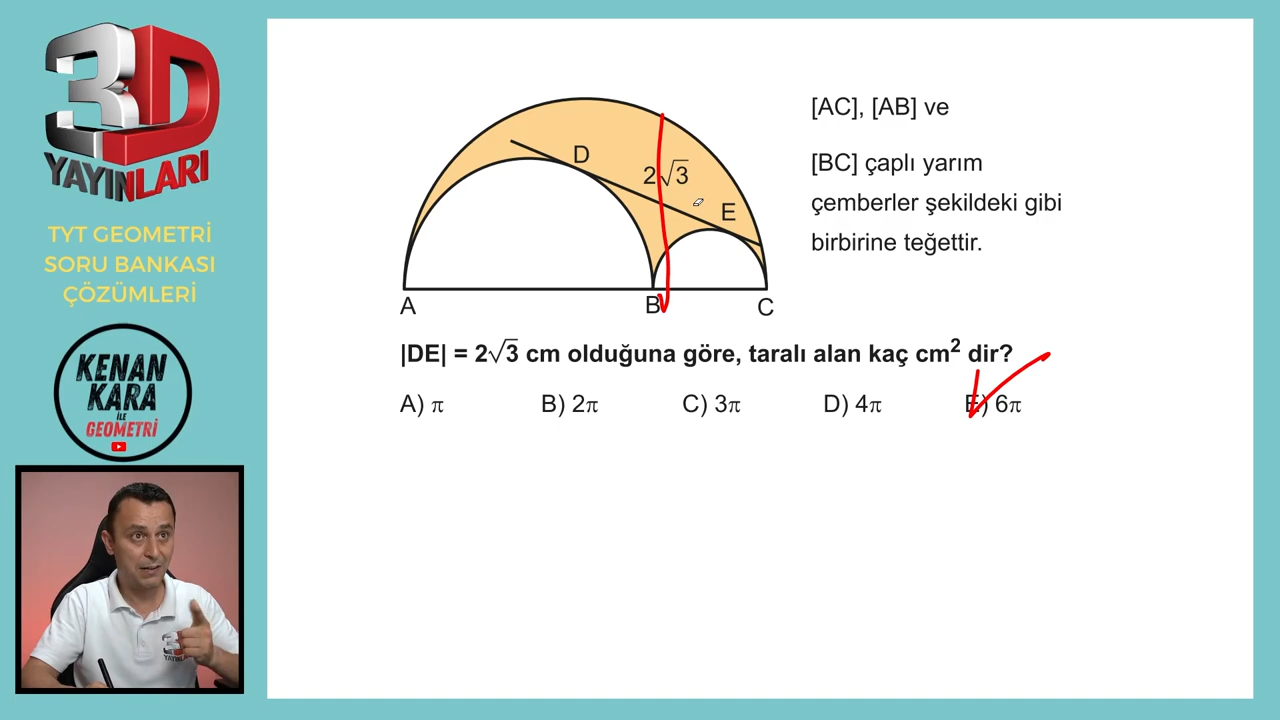 3D
YAYINLARI
TYT GEOMETRİ
SORU BANKASI
ÇÖZÜMLERİ
KENAN
KARA
İLE
GEOMETRİ
3D
YAYINLARI
D
2√3
E
A
B
C
[AC], [AB] ve
[BC] çaplı yarım
çemberler şekildeki gibi
birbirine teğettir.
|DE| = 2√3 cm olduğuna göre, taralı alan kaç cm² dir?
A) π B) 2π C) 3π D) 4π E) 6π